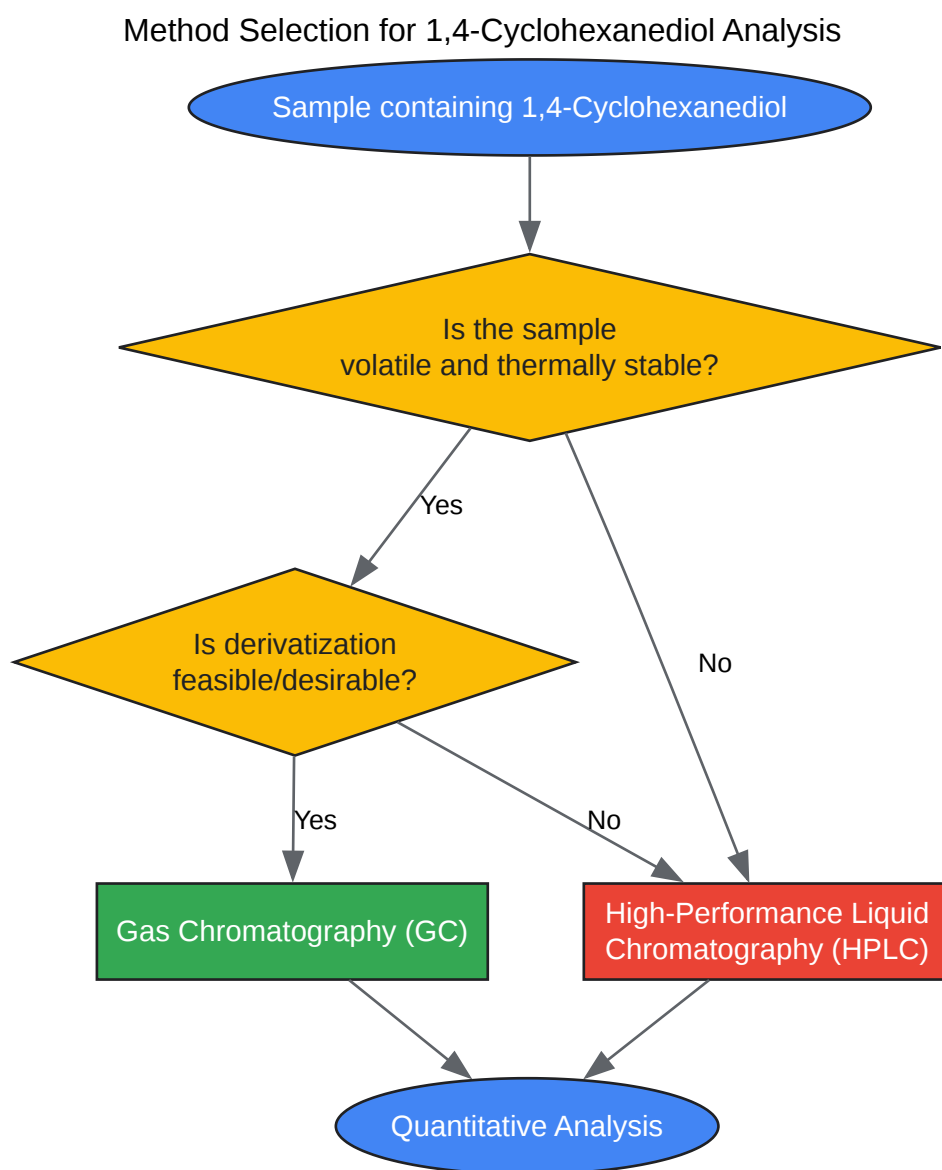 Method Selection for 1,4-Cyclohexanediol Analysis
Sample containing 1,4-Cyclohexanediol
Is the sample
volatile and thermally stable?
Yes
Is derivatization
feasible/desirable?
No
Yes
No
Gas Chromatography (GC)
High-Performance Liquid
Chromatography (HPLC)
Quantitative Analysis